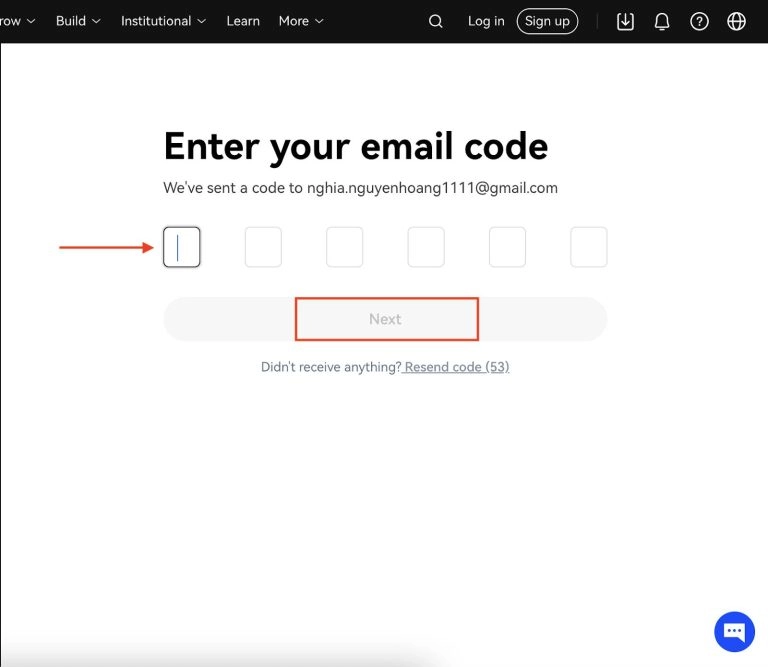 row Build Institutional Learn More Log in Sign up
Enter your email code
We've sent a code to nghia.nguyenhoang1111@gmail.com
Next
Didn't receive anything? Resend code (53)